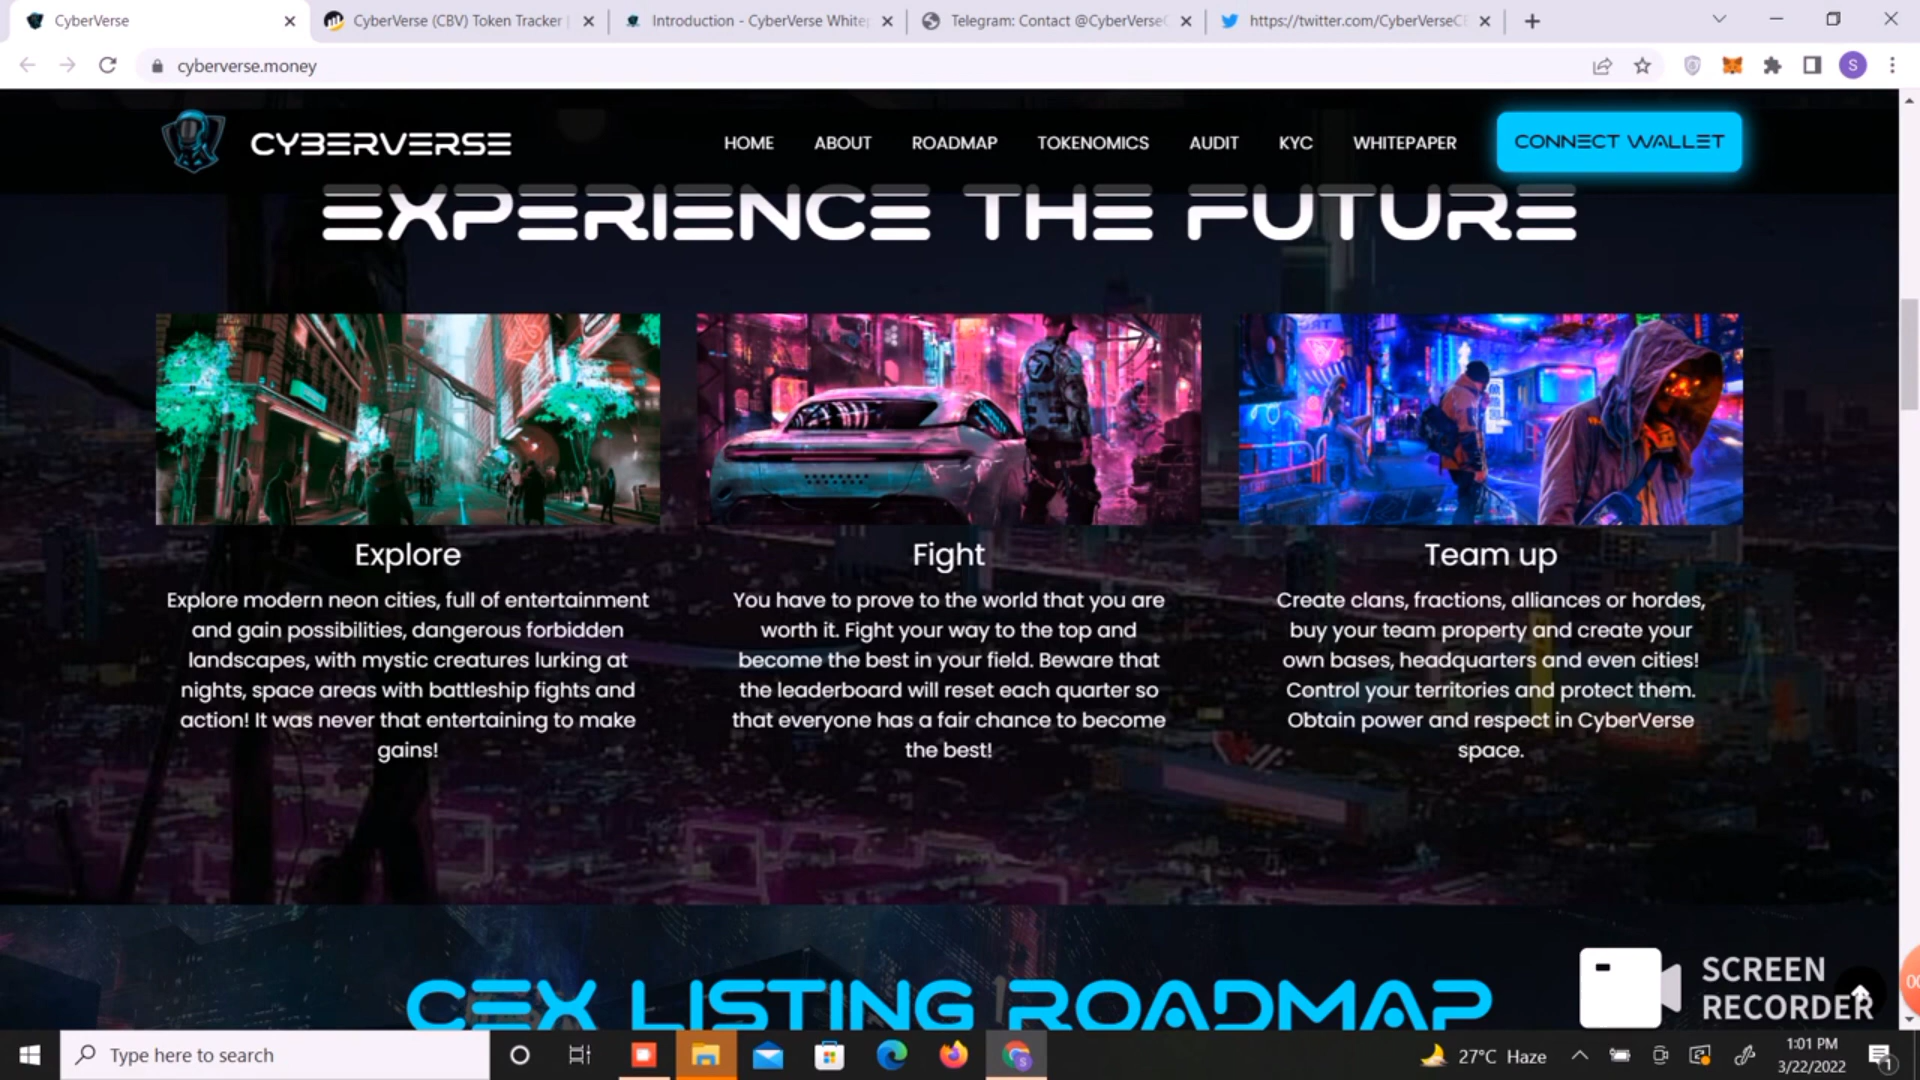 CyberVerse
CyberVerse (CBV) Token Tracker
Introduction - CyberVerse White
Telegram: Contact @CyberVerse
https://twitter.com/CyberVerseC
cyberverse.money
S
CYBERVERSE
HOME
ABOUT
ROADMAP
TOKENOMICS
AUDIT
KYC
WHITEPAPER
CONNECT WALLET
EXPERIENCE THE FUTURE
Explore
Explore modern neon cities, full of entertainment
and gain possibilities, dangerous forbidden
landscapes, with mystic creatures lurking at
nights, space areas with battleship fights and
action! It was never that entertaining to make
gains!
Fight
You have to prove to the world that you are
worth it. Fight your way to the top and
become the best in your field. Beware that
the leaderboard will reset each quarter so
that everyone has a fair chance to become
the best!
Team up
Create clans, fractions, alliances or hordes,
buy your team property and create your
own bases, headquarters and even cities!
Control your territories and protect them.
Obtain power and respect in CyberVerse
space.
CEX LISTING ROADMAP
SCREEN
RECORDER
00
Type here to search
27°C Haze
1:01 PM
3/22/2022
1